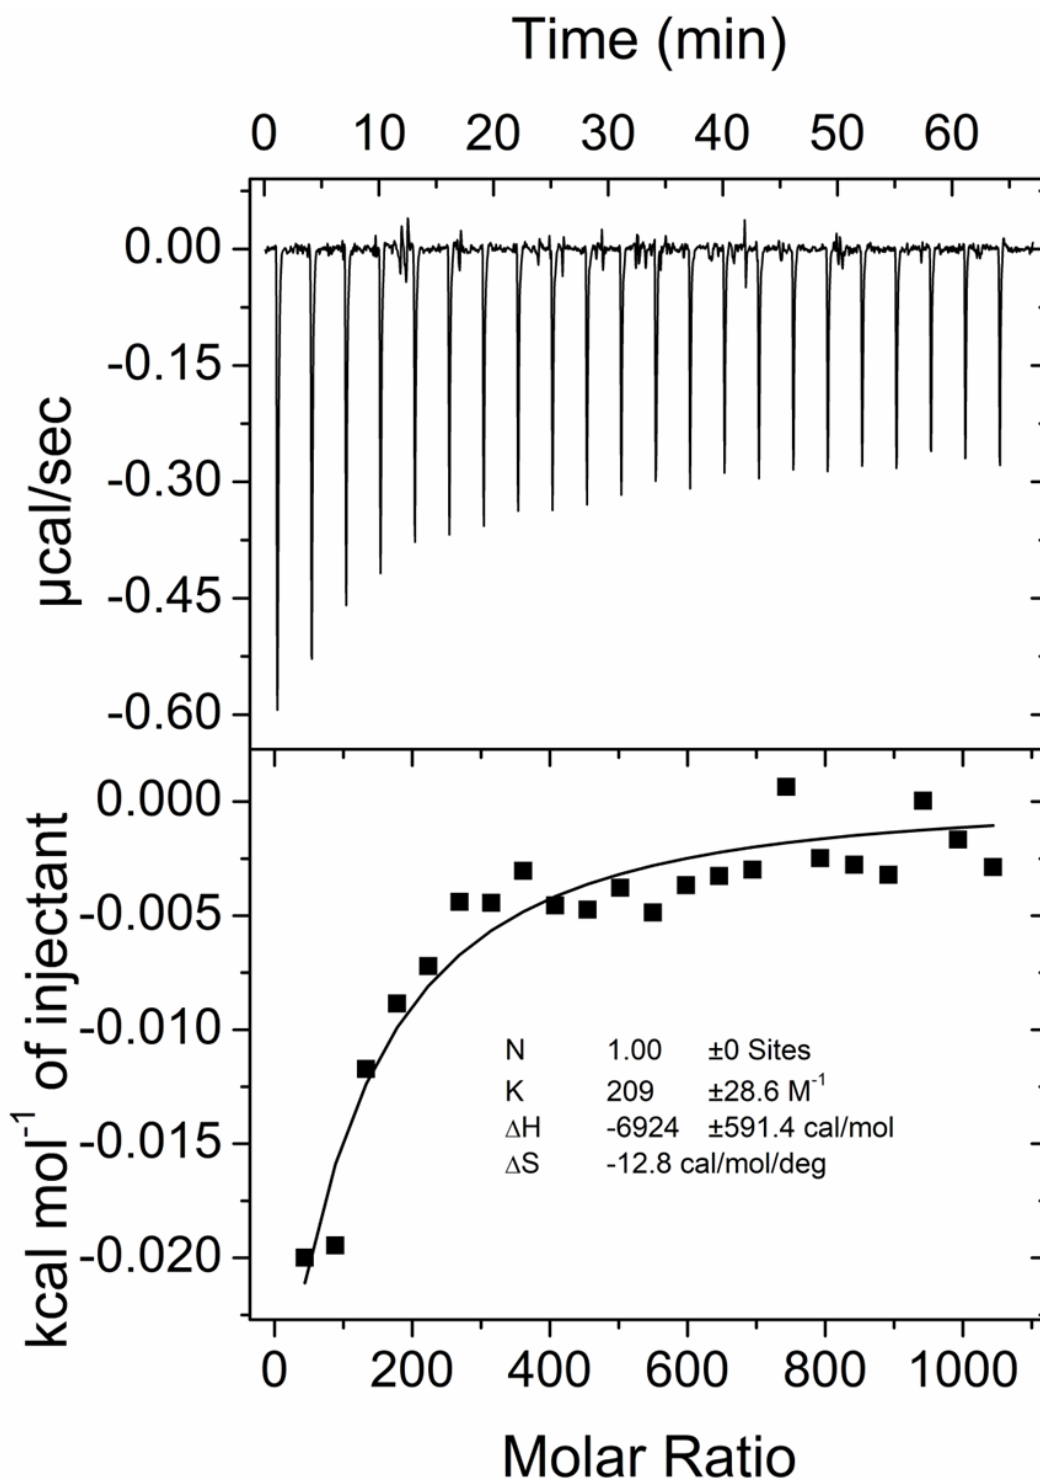 Time (min)
0 10 20 30 40 50 60
0.00
-0.15
-0.30
-0.45
-0.60
µcal/sec
0.000
-0.005
-0.010
-0.015
-0.020
kcal mol⁻¹ of injectant
N 1.00 ±0 Sites
K 209 ±28.6 M⁻¹
ΔH -6924 ±591.4 cal/mol
ΔS -12.8 cal/mol/deg
0 200 400 600 800 1000
Molar Ratio